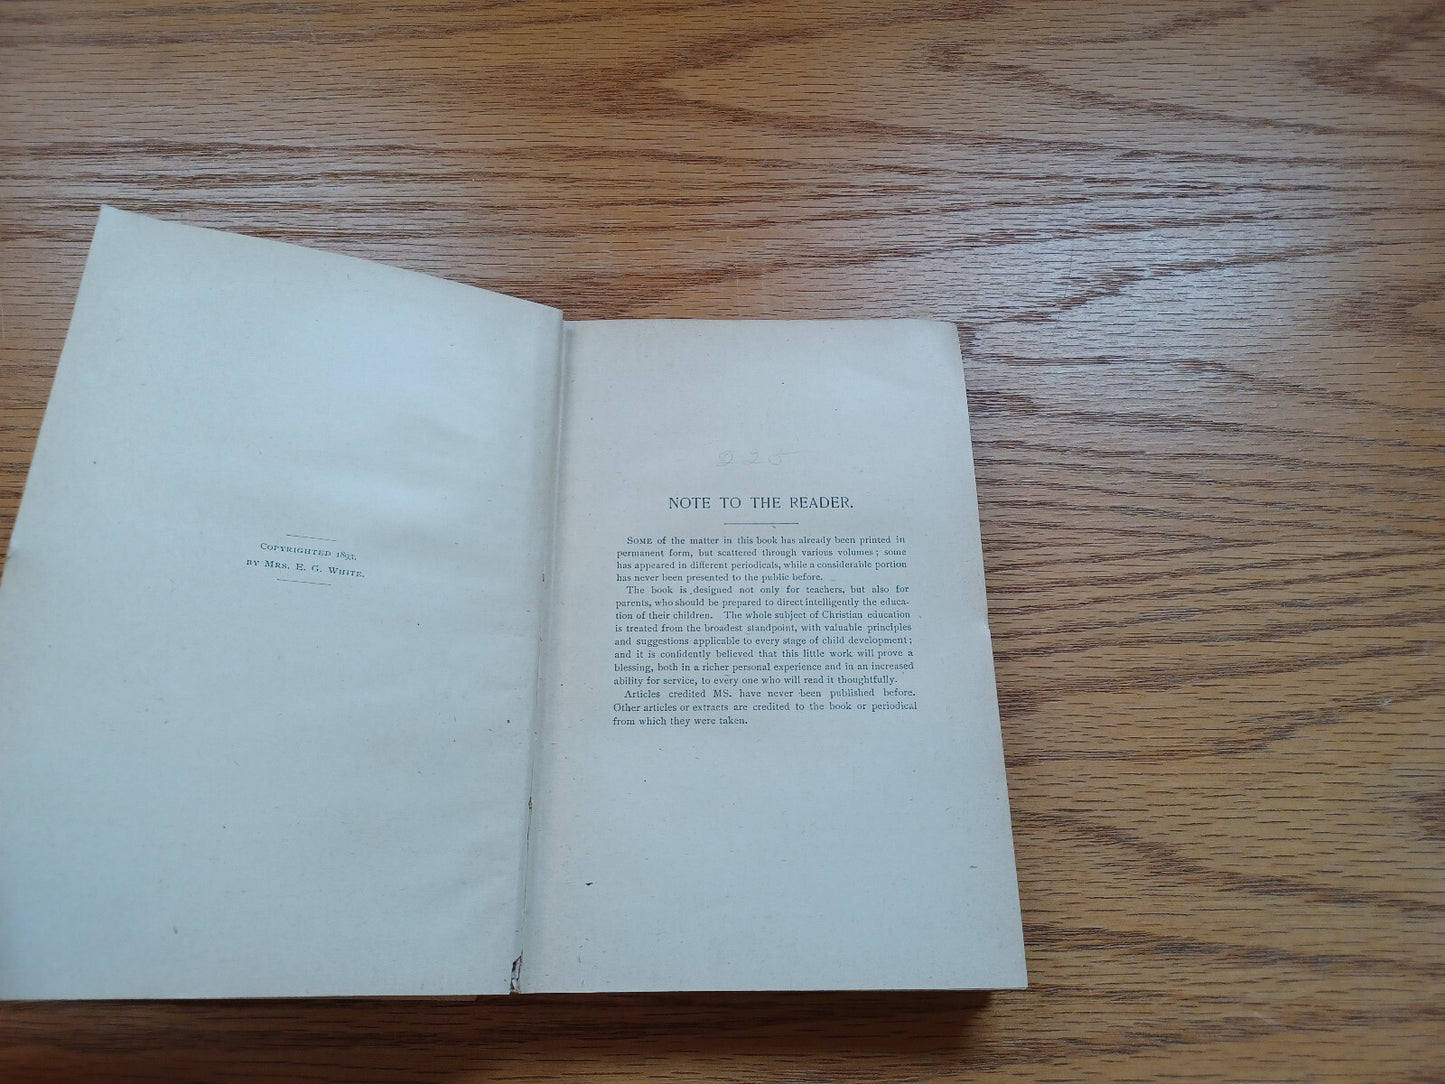 COPYRIGHTED 1893,
BY MRS. E. G. WHITE.
225
NOTE TO THE READER.
SOME of the matter in this book has already been printed in
permanent form, but scattered through various volumes; some
has appeared in different periodicals, while a considerable portion
has never been presented to the public before.
The book is designed not only for teachers, but also for
parents, who should be prepared to direct intelligently the educa-
tion of their children. The whole subject of Christian education
is treated from the broadest standpoint, with valuable principles
and suggestions applicable to every stage of child development;
and it is confidently believed that this little work will prove a
blessing, both in a richer personal experience and in an increased
ability for service, to every one who will read it thoughtfully.
Articles credited MS. have never been published before.
Other articles or extracts are credited to the book or periodical
from which they were taken.